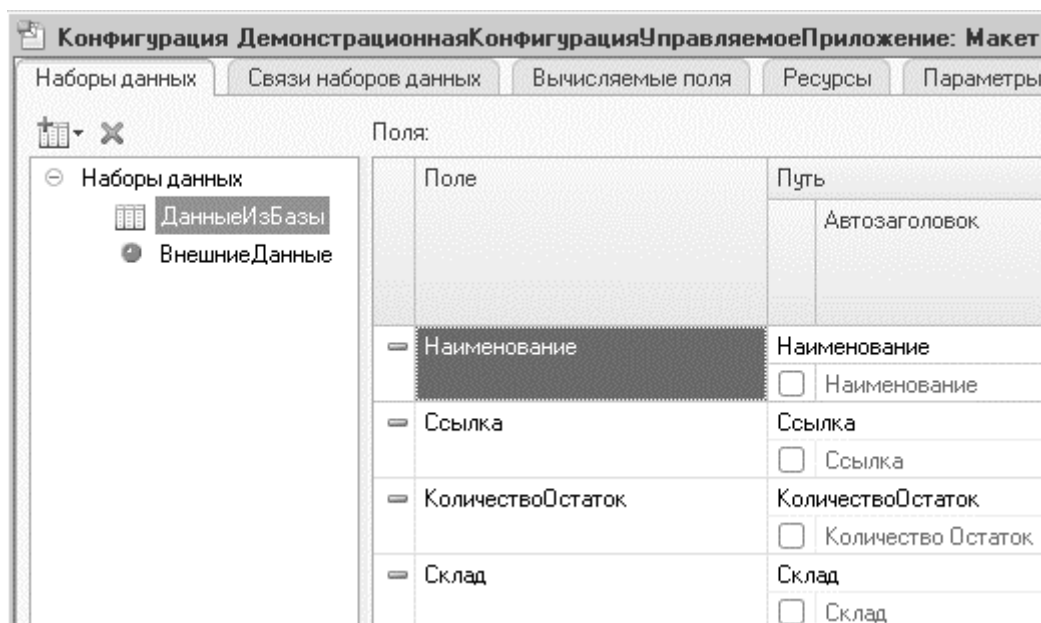 Конфигурация ДемонстрационнаяКонфигурацияУправляемоеПриложение: Макет
Наборы данных Связи наборов данных Вычисляемые поля Ресурсы Параметры
Поля:
Наборы данных
ДанныеИзБазы
ВнешниеДанные
Поле Путь
Автозаголовок
Наименование Наименование
Наименование
Ссылка Ссылка
Ссылка
КоличествоОстаток КоличествоОстаток
Количество Остаток
Склад Склад
Склад